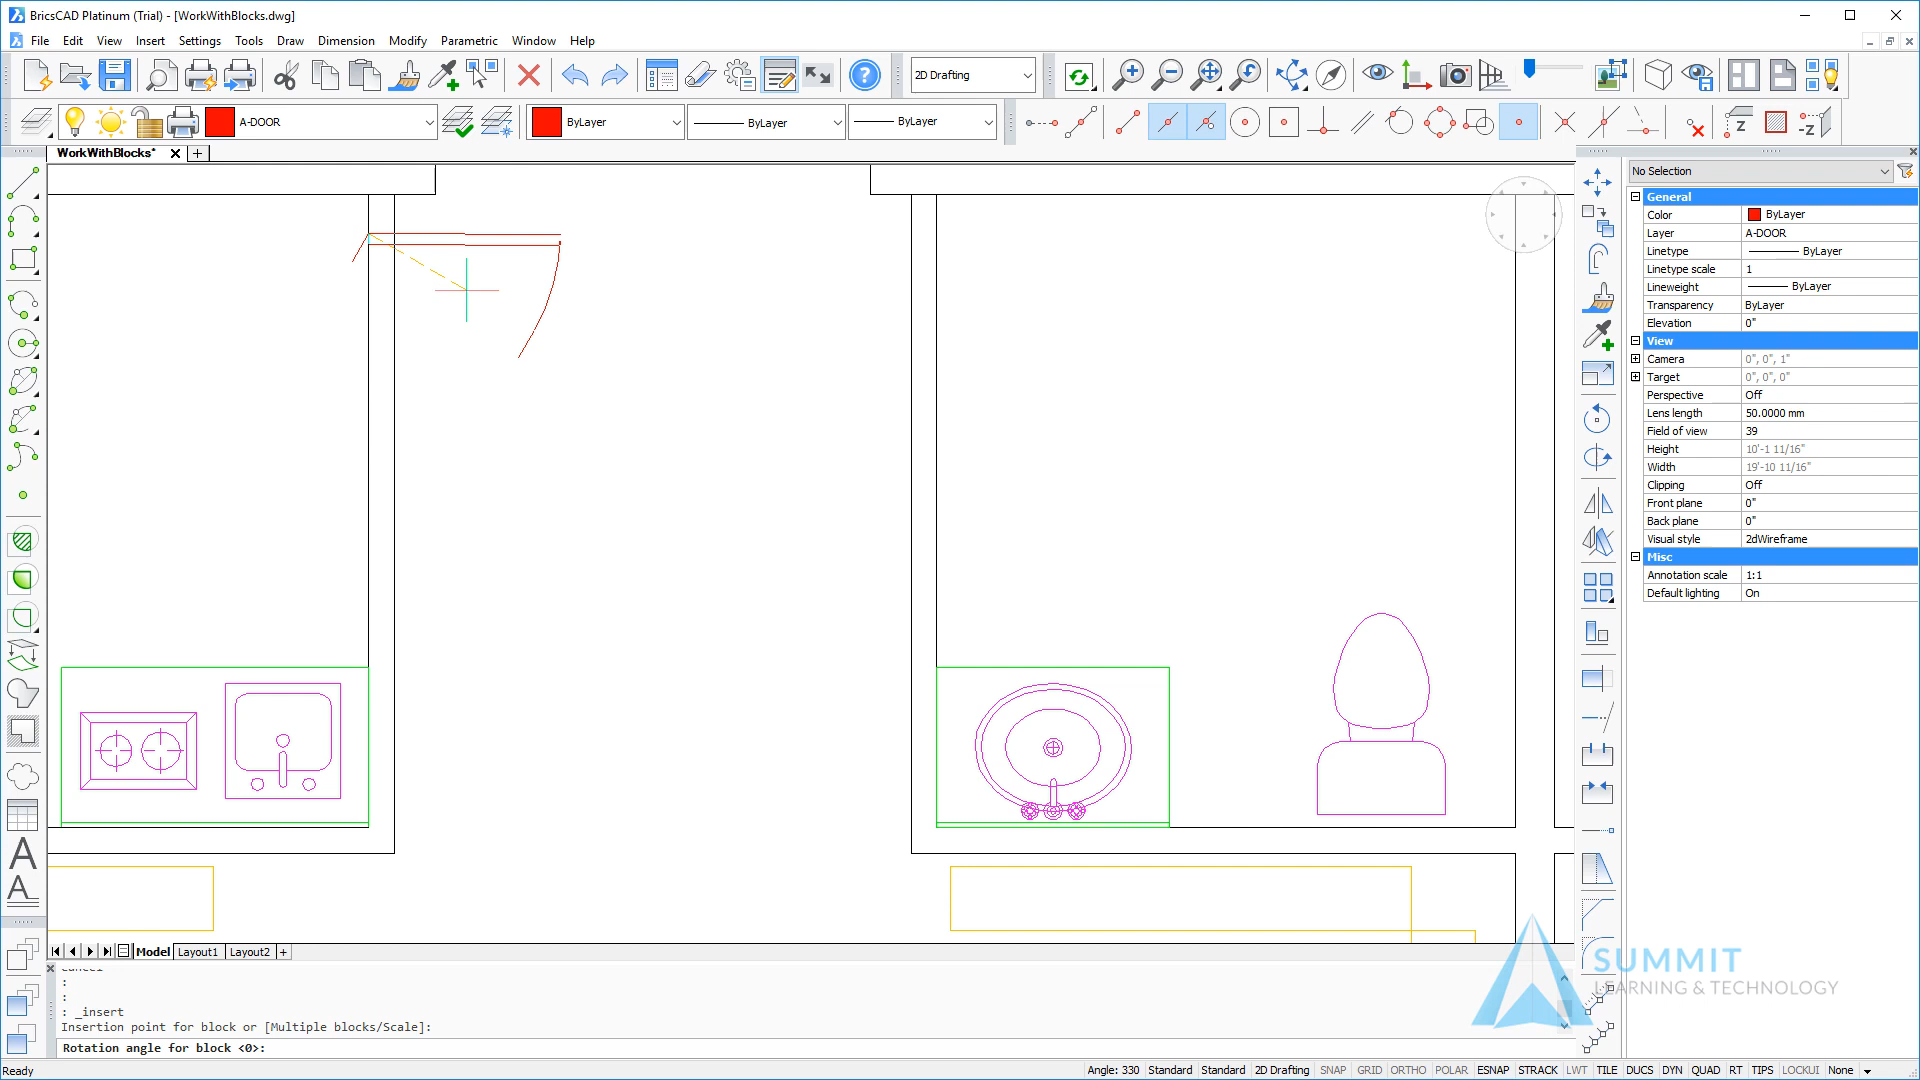 BricsCAD Platinum (Trial) - [WorkWithBlocks.dwg]
File Edit View Insert Settings Tools Draw Dimension Modify Parametric Window Help
2D Drafting
A-DOOR ByLayer ByLayer ByLayer
WorkWithBlocks*
No Selection
General
Color ByLayer
Layer A-DOOR
Linetype ByLayer
Linetype scale 1
Lineweight ByLayer
Transparency ByLayer
Elevation 0"
View
Camera 0", 0", 1"
Target 0", 0", 0"
Perspective Off
Lens length 50.0000 mm
Field of view 39
Height 10'-1 11/16"
Width 19'-10 11/16"
Clipping Off
Front plane 0"
Back plane 0"
Visual style 2dWireframe
Misc
Annotation scale 1:1
Default lighting On
Model Layout1 Layout2 +
:
:
: _insert
Insertion point for block or [Multiple blocks/Scale]:
Rotation angle for block <0>:
SUMMIT
LEARNING & TECHNOLOGY
Ready
Angle: 330 Standard Standard 2D Drafting SNAP GRID ORTHO POLAR ESNAP STRACK LWT TILE DUCS DYN QUAD RT TIPS LOCKUI None